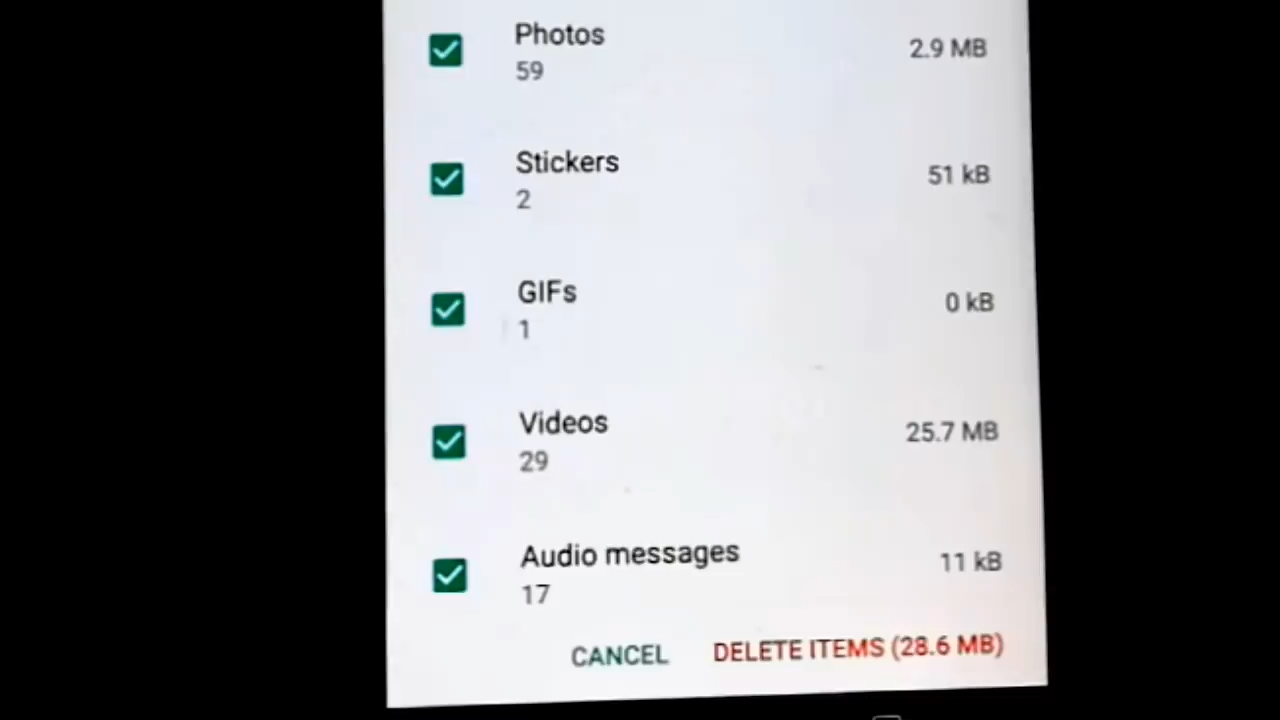 Photos
2.9 MB
59
Stickers
51 kB
2
GIFs
0 kB
1
Videos
25.7 MB
29
Audio messages
11 kB
17
CANCEL
DELETE ITEMS (28.6 MB)